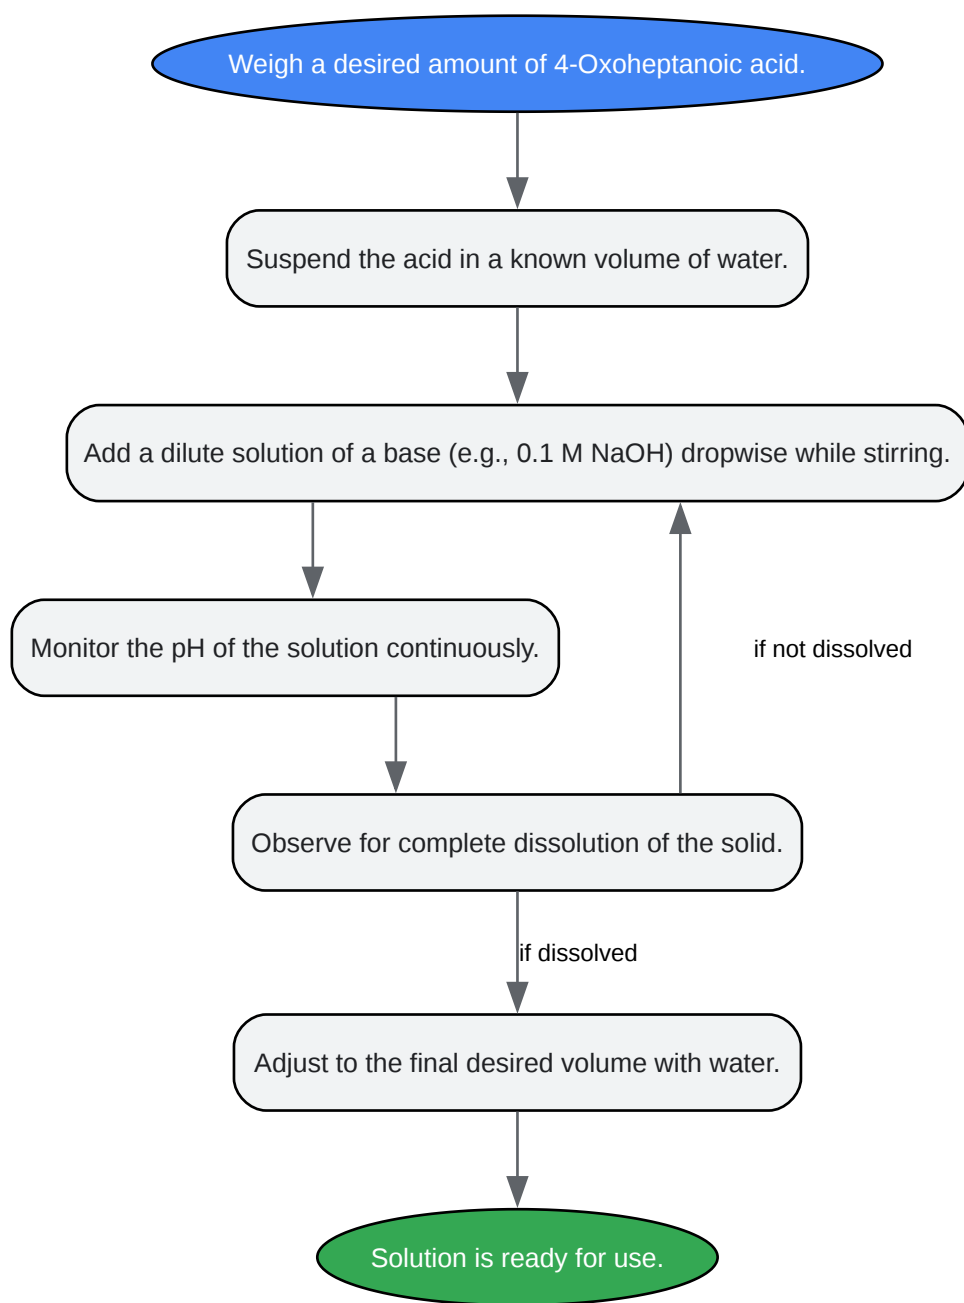 Weigh a desired amount of 4-Oxoheptanoic acid.
Suspend the acid in a known volume of water.
Add a dilute solution of a base (e.g., 0.1 M NaOH) dropwise while stirring.
Monitor the pH of the solution continuously.
if not dissolved
Observe for complete dissolution of the solid.
if dissolved
Adjust to the final desired volume with water.
Solution is ready for use.